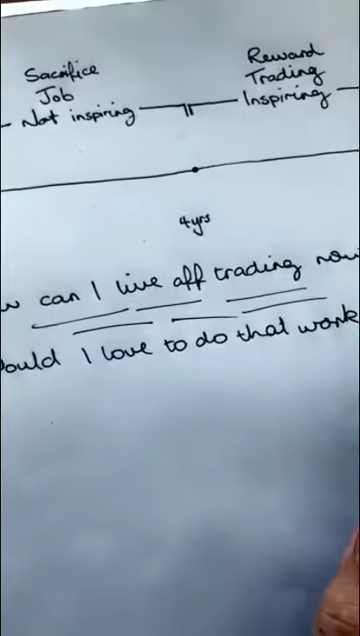 Sacrifice
Job
Not inspiring
Reward
Trading
Inspiring
4yrs
can I live off trading now
ould I love to do that work